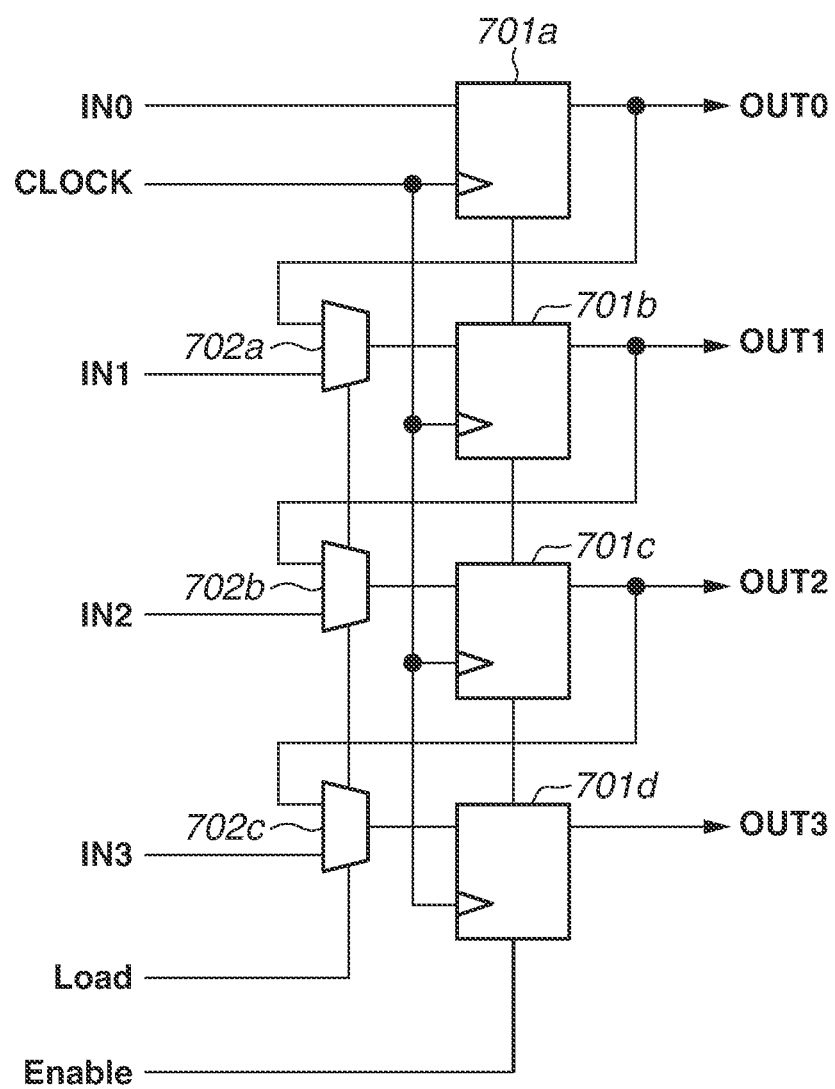 701a
IN0
OUT0
CLOCK
701b
702a
OUT1
IN1
701c
702b
OUT2
IN2
701d
702c
OUT3
IN3
Load
Enable